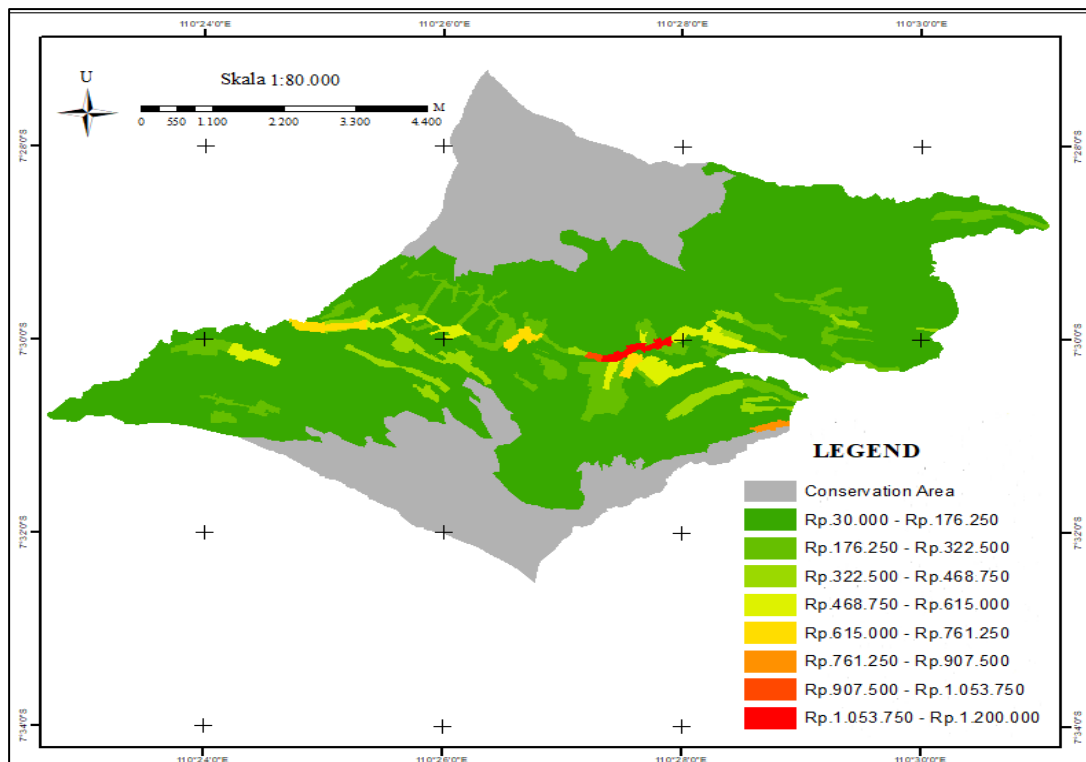 110°24'0"E 110°26'0"E 110°28'0"E 110°30'0"E
U
Skala 1:80.000
M
0 550 1.100 2.200 3.300 4.400
7°28'0"S 7°28'0"S
7°30'0"S 7°30'0"S
7°32'0"S 7°32'0"S
7°34'0"S 7°34'0"S
LEGEND
Conservation Area
Rp.30.000 - Rp.176.250
Rp.176.250 - Rp.322.500
Rp.322.500 - Rp.468.750
Rp.468.750 - Rp.615.000
Rp.615.000 - Rp.761.250
Rp.761.250 - Rp.907.500
Rp.907.500 - Rp.1.053.750
Rp.1.053.750 - Rp.1.200.000
110°24'0"E 110°26'0"E 110°28'0"E 110°30'0"E